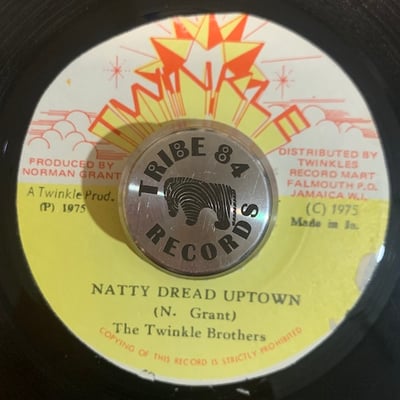 TWINKLE
PRODUCED BY
NORMAN GRANT
A Twinkle Prod.
(P) 1975
DISTRIBUTED BY
TWINKLES
RECORD MART
FALMOUTH P.O.
JAMAICA W.I.
(C) 1975
Made in Ja.
TRIBE 84
RECORDS
NATTY DREAD UPTOWN
(N. Grant)
The Twinkle Brothers
COPYING OF THIS RECORD IS STRICTLY PROHIBITED